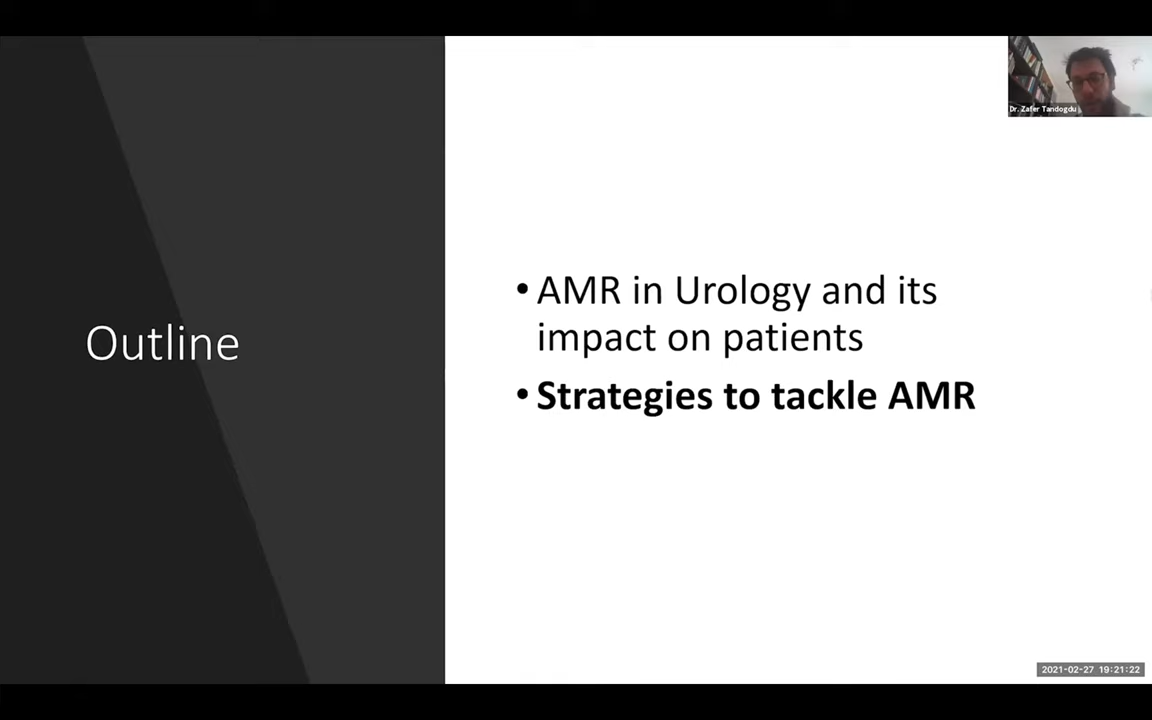 Dr. Zafer Tandogdu
Outline
• AMR in Urology and its
impact on patients
• Strategies to tackle AMR
2021-02-27 19:21:22